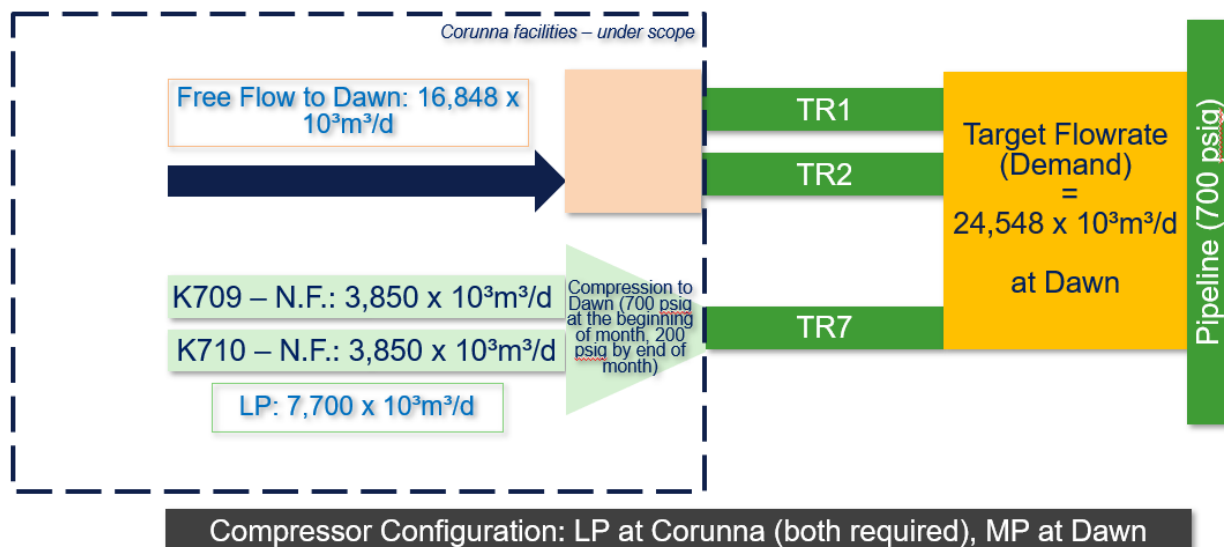 Corunna facilities – under scope
Free Flow to Dawn: 16,848 x
10³m³/d
TR1
TR2
Target Flowrate
(Demand)
=
24,548 x 10³m³/d
at Dawn
Pipeline (700 psig)
K709 – N.F.: 3,850 x 10³m³/d
K710 – N.F.: 3,850 x 10³m³/d
LP: 7,700 x 10³m³/d
Compression to
Dawn (700 psig
at the beginning
of month, 200
psig by end of
month)
TR7
Compressor Configuration: LP at Corunna (both required), MP at Dawn